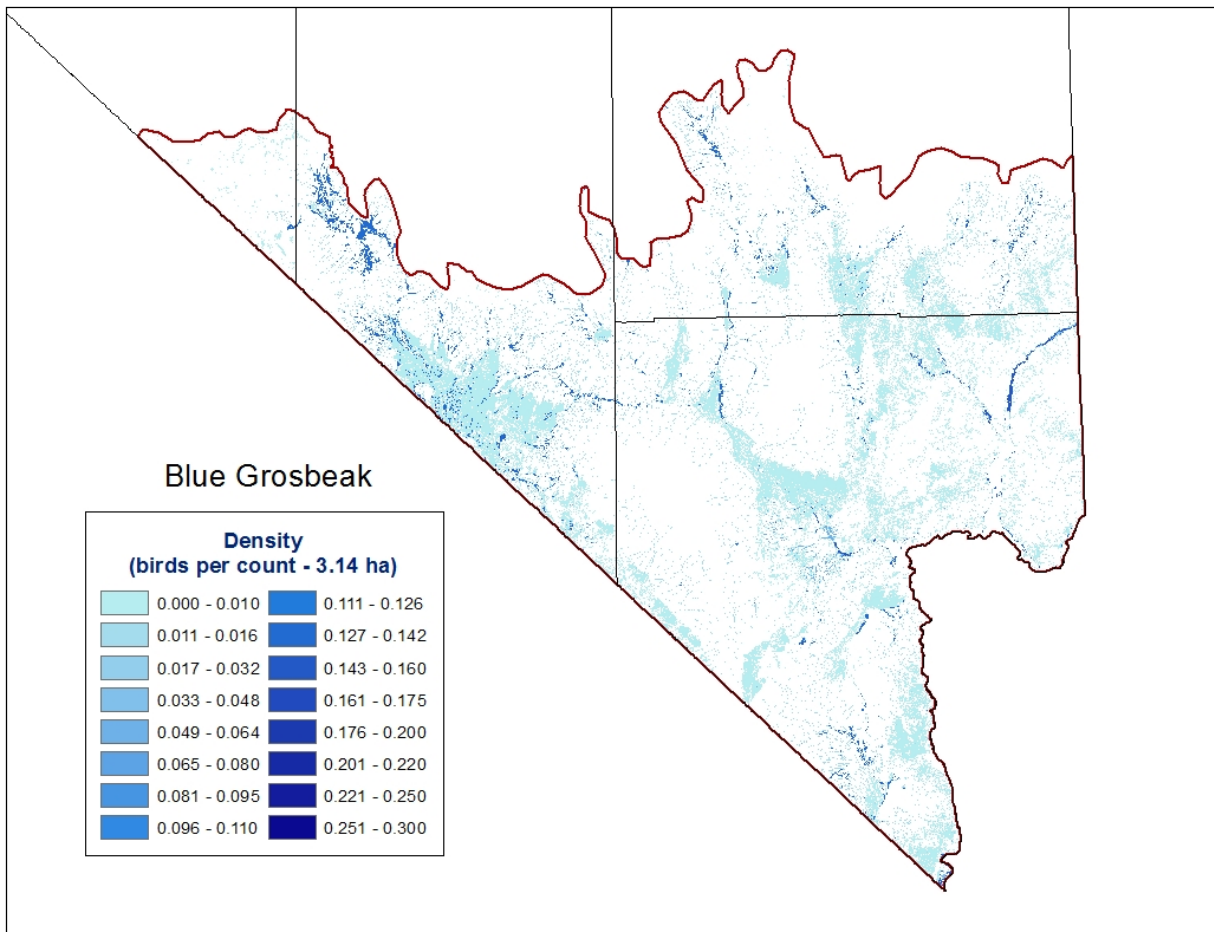 Blue Grosbeak
Density
(birds per count - 3.14 ha)
0.000 - 0.010
0.011 - 0.016
0.017 - 0.032
0.033 - 0.048
0.049 - 0.064
0.065 - 0.080
0.081 - 0.095
0.096 - 0.110
0.111 - 0.126
0.127 - 0.142
0.143 - 0.160
0.161 - 0.175
0.176 - 0.200
0.201 - 0.220
0.221 - 0.250
0.251 - 0.300